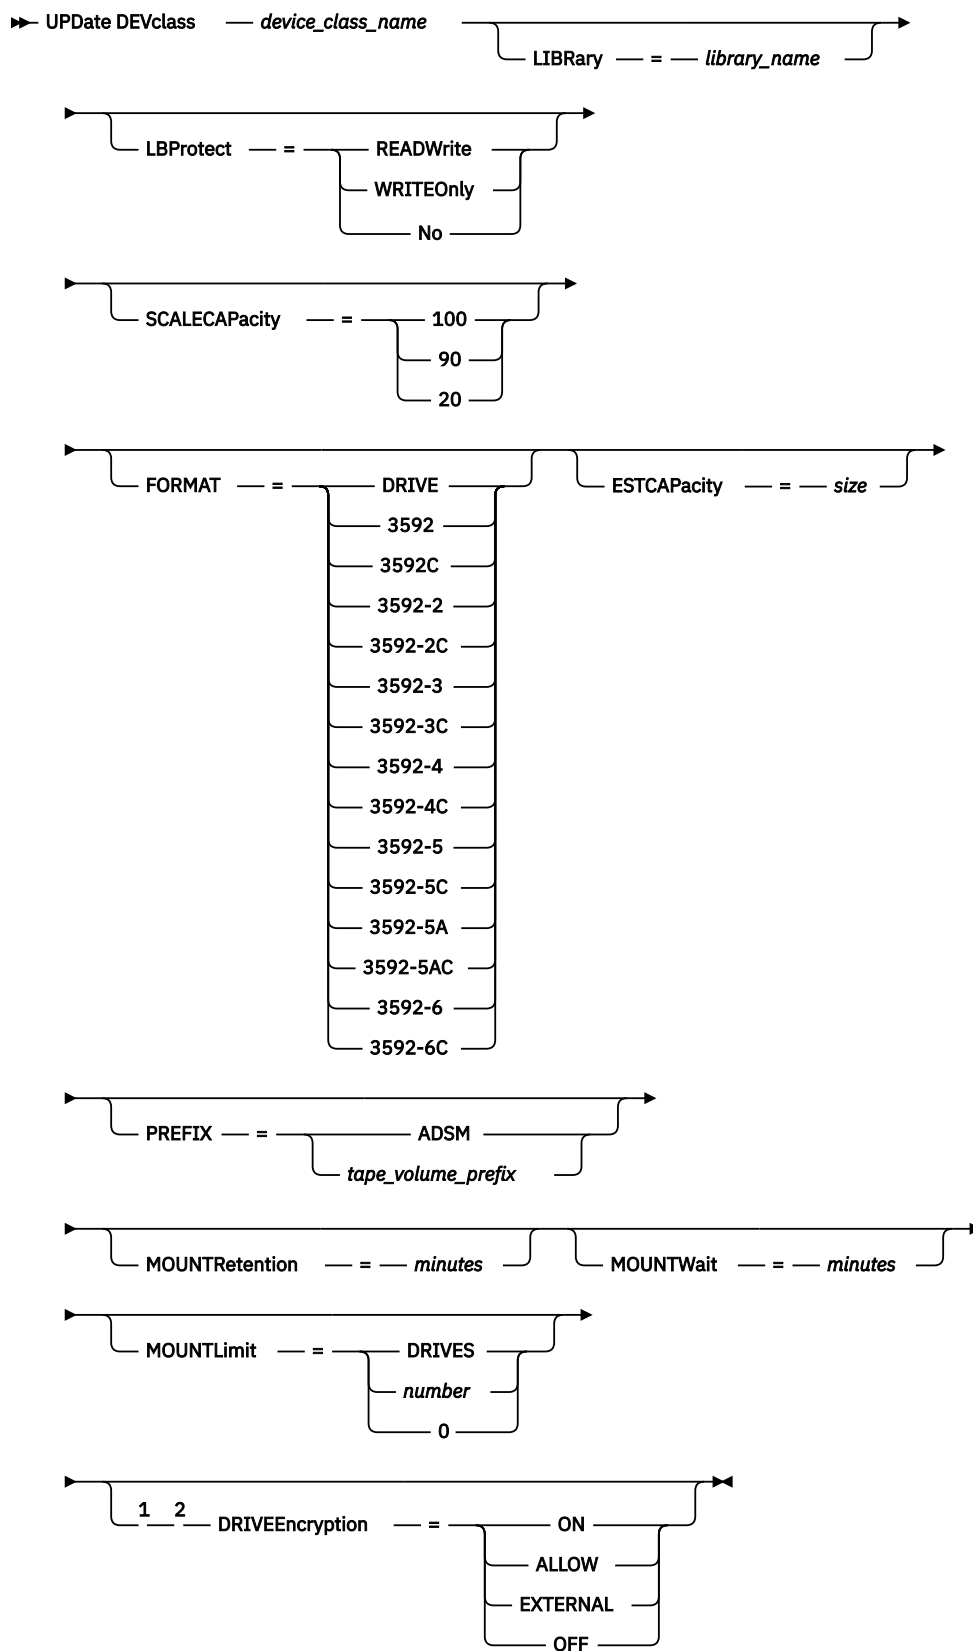 UPDate DEVclass device_class_name
LIBRary = library_name
LBProtect = READWrite
WRITEOnly
No
SCALECAPacity = 100
90
20
FORMAT = DRIVE ESTCAPacity = size
3592
3592C
3592-2
3592-2C
3592-3
3592-3C
3592-4
3592-4C
3592-5
3592-5C
3592-5A
3592-5AC
3592-6
3592-6C
PREFIX = ADSM
tape_volume_prefix
MOUNTRetention = minutes MOUNTWait = minutes
MOUNTLimit = DRIVES
number
0
1 2
DRIVEEncryption = ON
ALLOW
EXTERNAL
OFF